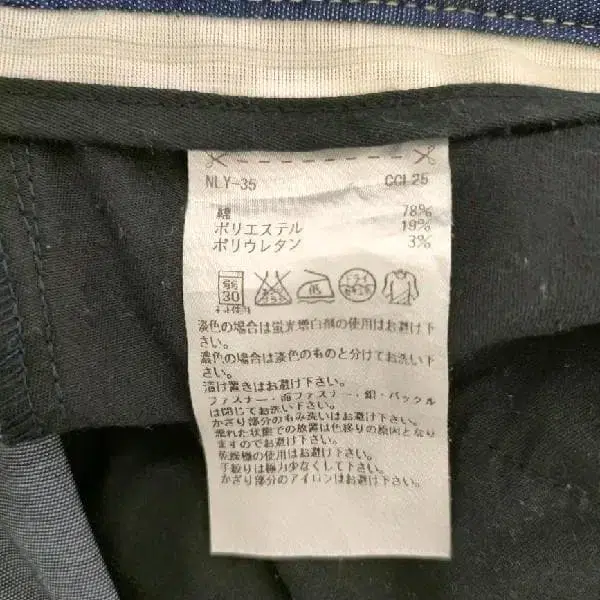 NLY-35 CCL25
綿 78%
ポリエステル 19%
ポリウレタン 3%
弱 30 低 ドライ
ネット使用
淡色の場合は蛍光増白剤の使用はお避け下
さい。
濃色の場合は淡色のものと分けてお洗い下
さい。
漬け置きはお避け下さい。
ファスナー・面ファスナー・釦・バックル
は閉じてお洗い下さい。
かざり部分のもみ洗いはお避け下さい。
濡れた状態での放置は色移りの原因となり
ますのでお避け下さい。
乾燥機の使用はお避け下さい。
手絞りは極力少なくして下さい。
かざり部分のアイロンはお避け下さい。